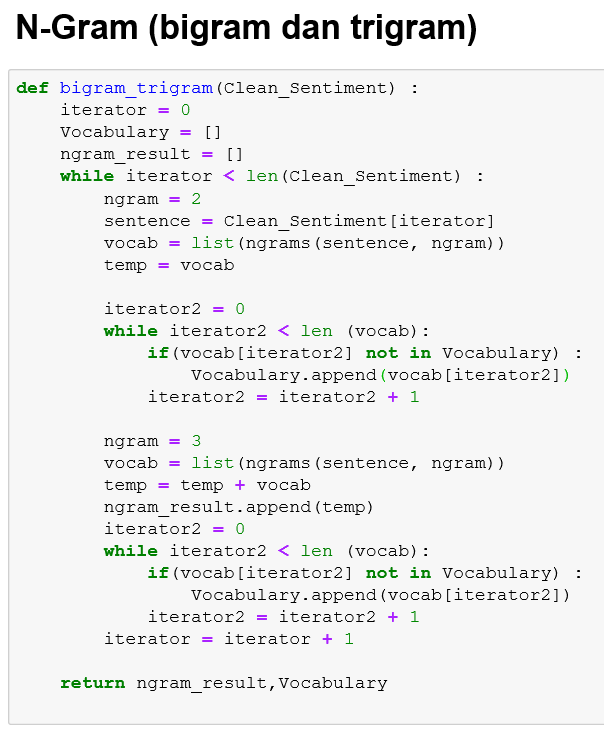 N-Gram (bigram dan trigram)
def bigram_trigram(Clean_Sentiment) :
    iterator = 0
    Vocabulary = []
    ngram_result = []
    while iterator < len(Clean_Sentiment) :
        ngram = 2
        sentence = Clean_Sentiment[iterator]
        vocab = list(ngrams(sentence, ngram))
        temp = vocab

        iterator2 = 0
        while iterator2 < len (vocab):
            if(vocab[iterator2] not in Vocabulary) :
                Vocabulary.append(vocab[iterator2])
            iterator2 = iterator2 + 1

        ngram = 3
        vocab = list(ngrams(sentence, ngram))
        temp = temp + vocab
        ngram_result.append(temp)
        iterator2 = 0
        while iterator2 < len (vocab):
            if(vocab[iterator2] not in Vocabulary) :
                Vocabulary.append(vocab[iterator2])
            iterator2 = iterator2 + 1
        iterator = iterator + 1

    return ngram_result,Vocabulary